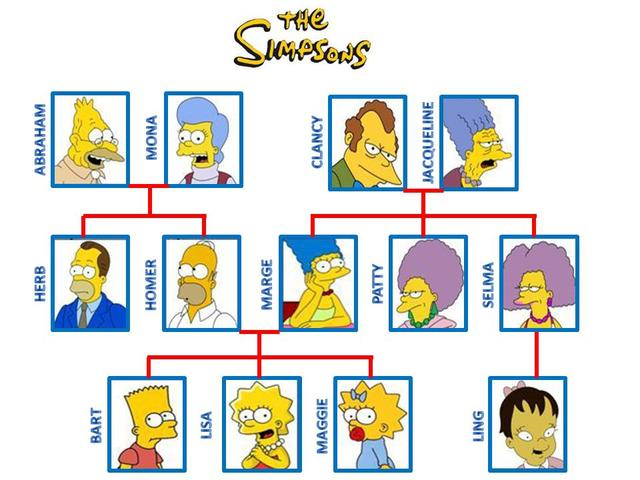 THE
SIMPSONS
ABRAHAM
MONA
CLANCY
JACQUELINE
HERB
HOMER
MARGE
PATTY
SELMA
BART
LISA
MAGGIE
LING